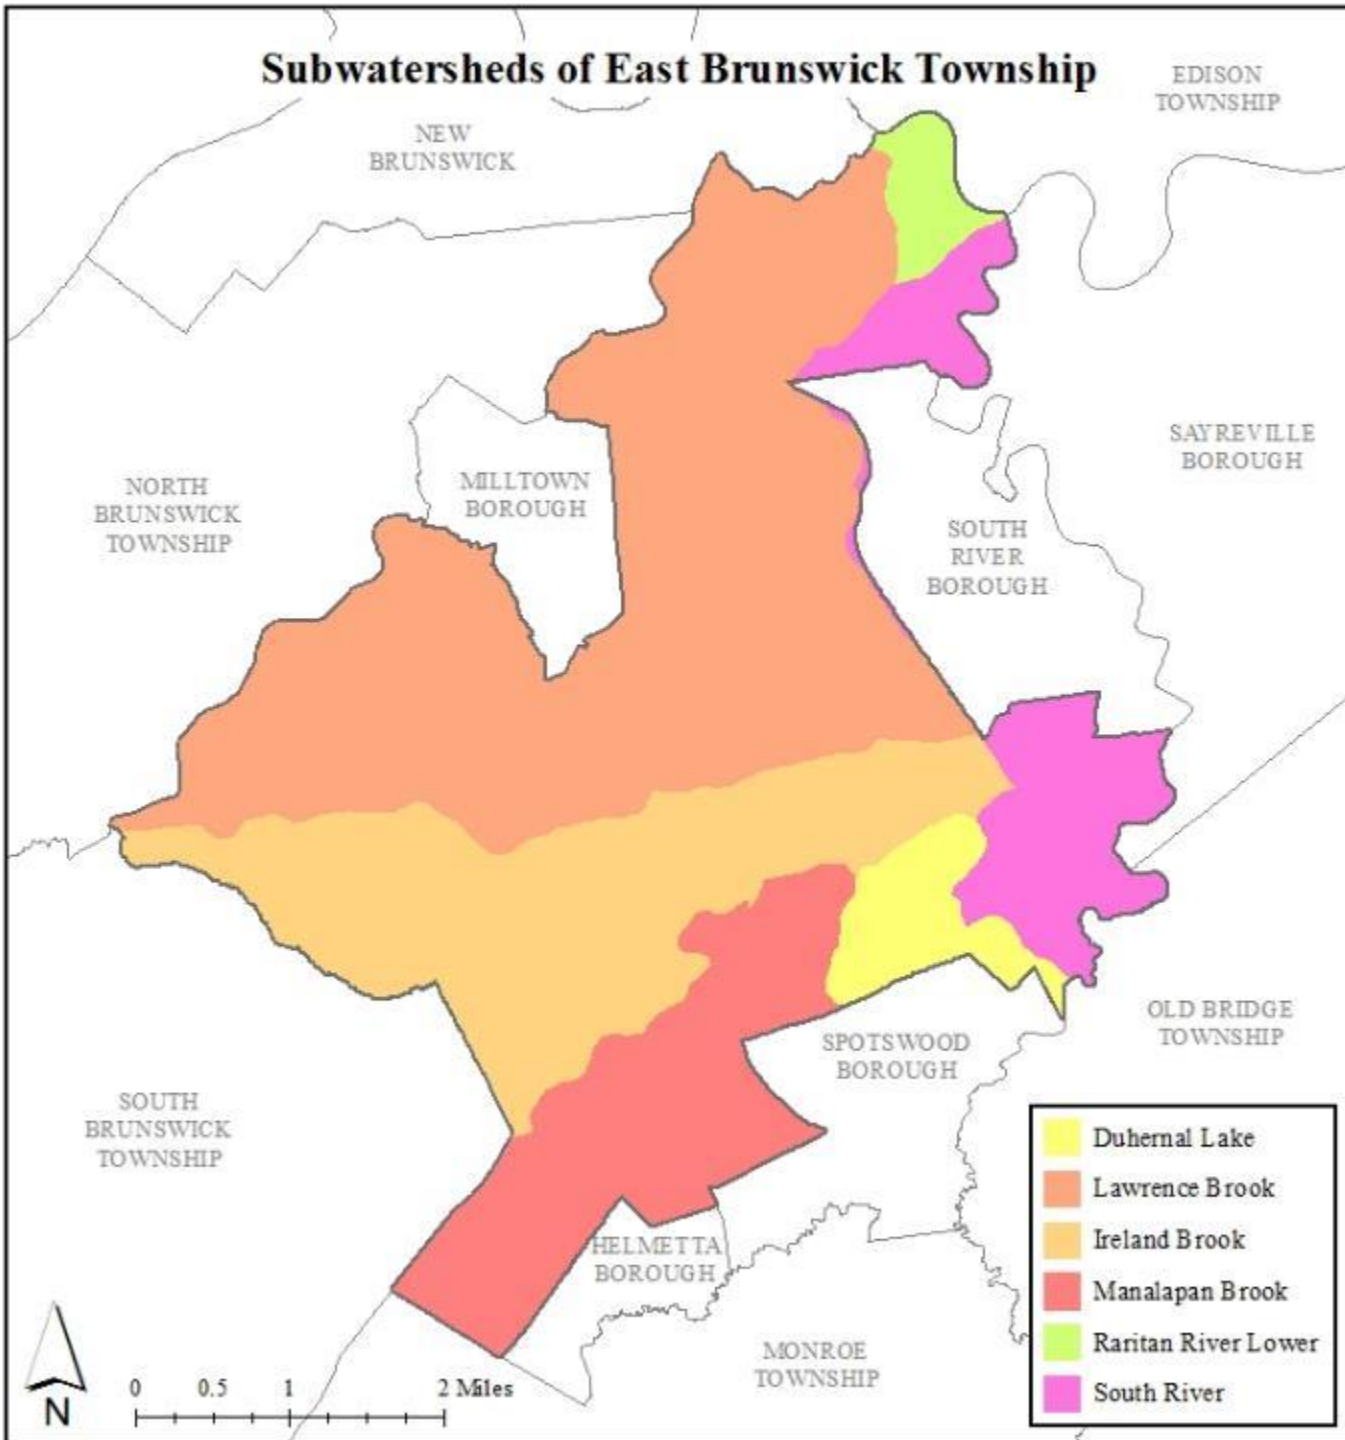 Subwatersheds of East Brunswick Township
EDISON
TOWNSHIP
NEW
BRUNSWICK
SAYREVILLE
BOROUGH
MILLTOWN
BOROUGH
NORTH
BRUNSWICK
TOWNSHIP
SOUTH
RIVER
BOROUGH
OLD BRIDGE
TOWNSHIP
SPOTSWOOD
BOROUGH
SOUTH
BRUNSWICK
TOWNSHIP
HELMETTA
BOROUGH
MONROE
TOWNSHIP
Duhernal Lake
Lawrence Brook
Ireland Brook
Manalapan Brook
Raritan River Lower
South River
N
0 0.5 1 2 Miles